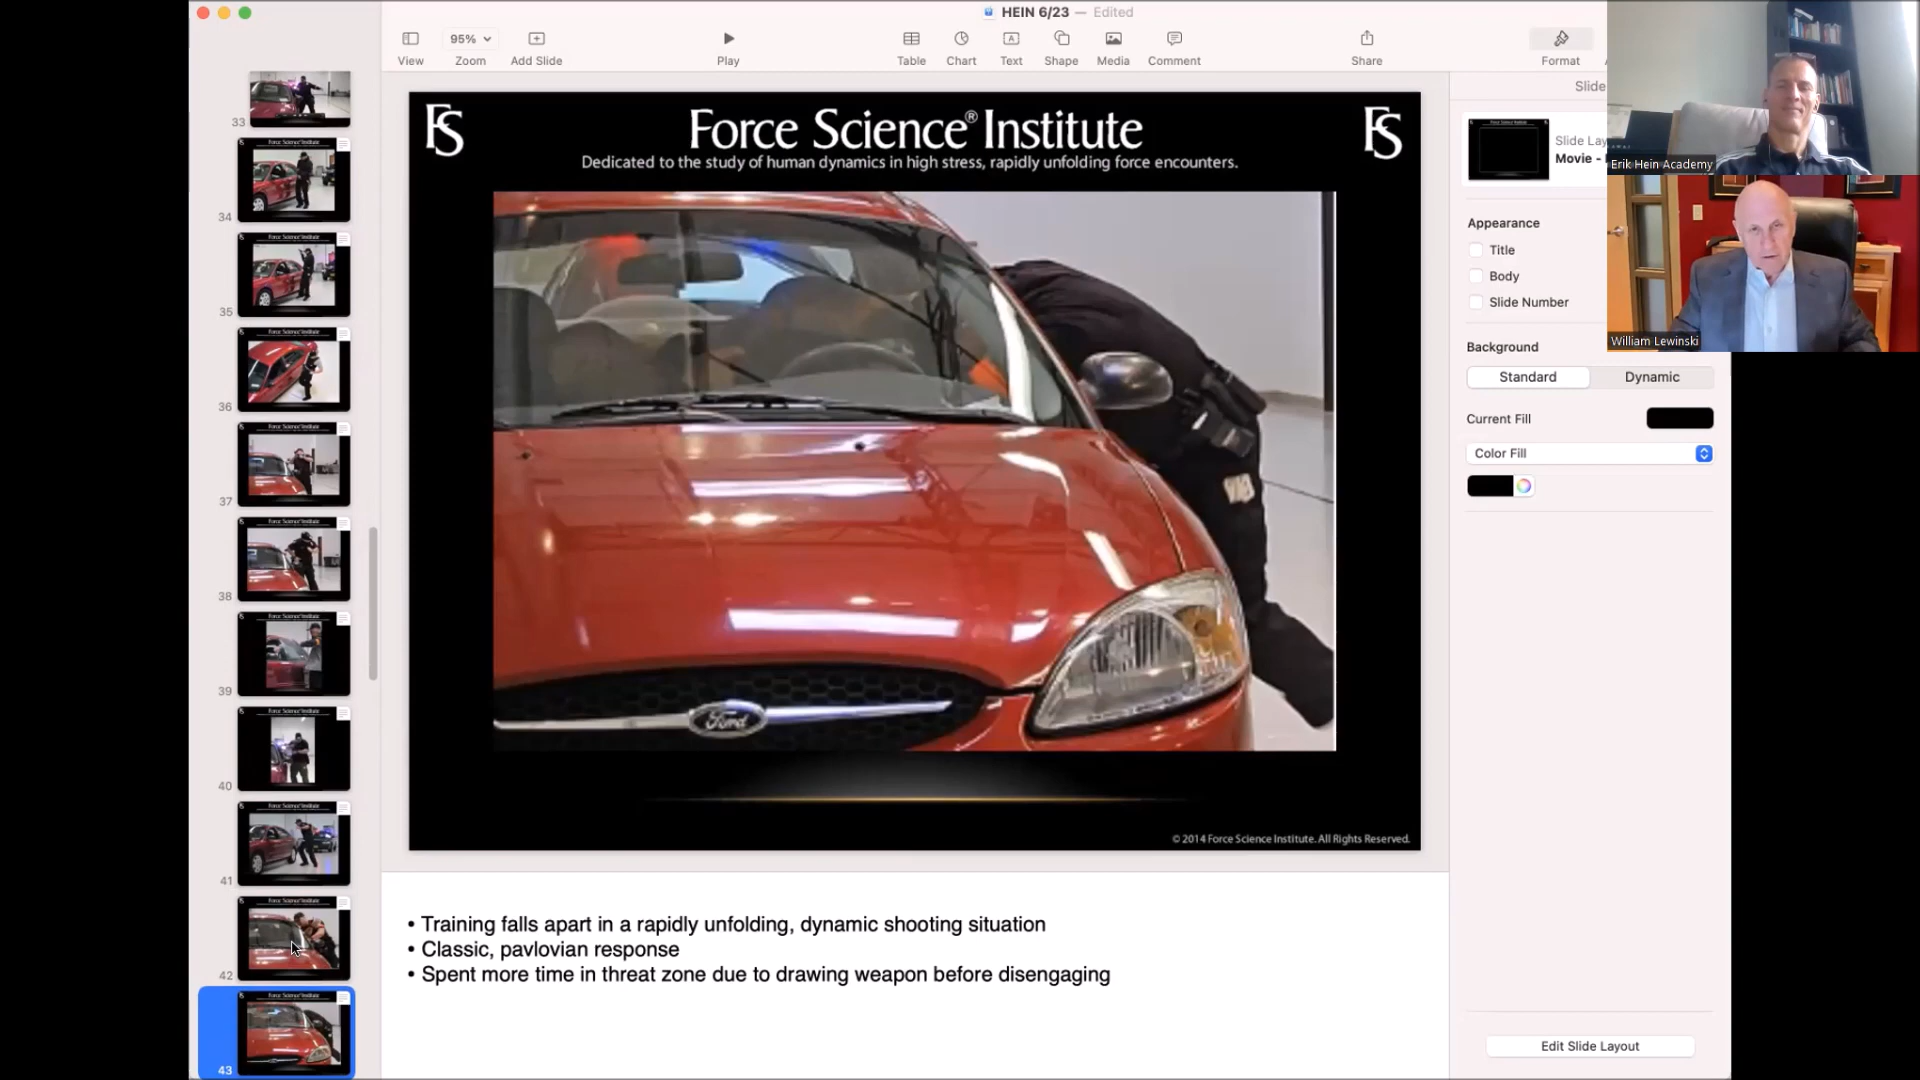 HEIN 6/23 — Edited
View
95%
Zoom
Add Slide
Play
Table
Chart
Text
Shape
Media
Comment
Share
Format
33
34
35
36
37
38
39
40
41
42
43
FS
Force Science® Institute
FS
Dedicated to the study of human dynamics in high stress, rapidly unfolding force encounters.
Ford
© 2014 Force Science Institute. All Rights Reserved.
• Training falls apart in a rapidly unfolding, dynamic shooting situation
• Classic, pavlovian response
• Spent more time in threat zone due to drawing weapon before disengaging
Slide
Slide Lay
Movie -
Appearance
Title
Body
Slide Number
Background
Standard
Dynamic
Current Fill
Color Fill
Edit Slide Layout
Erik Hein Academy
William Lewinski